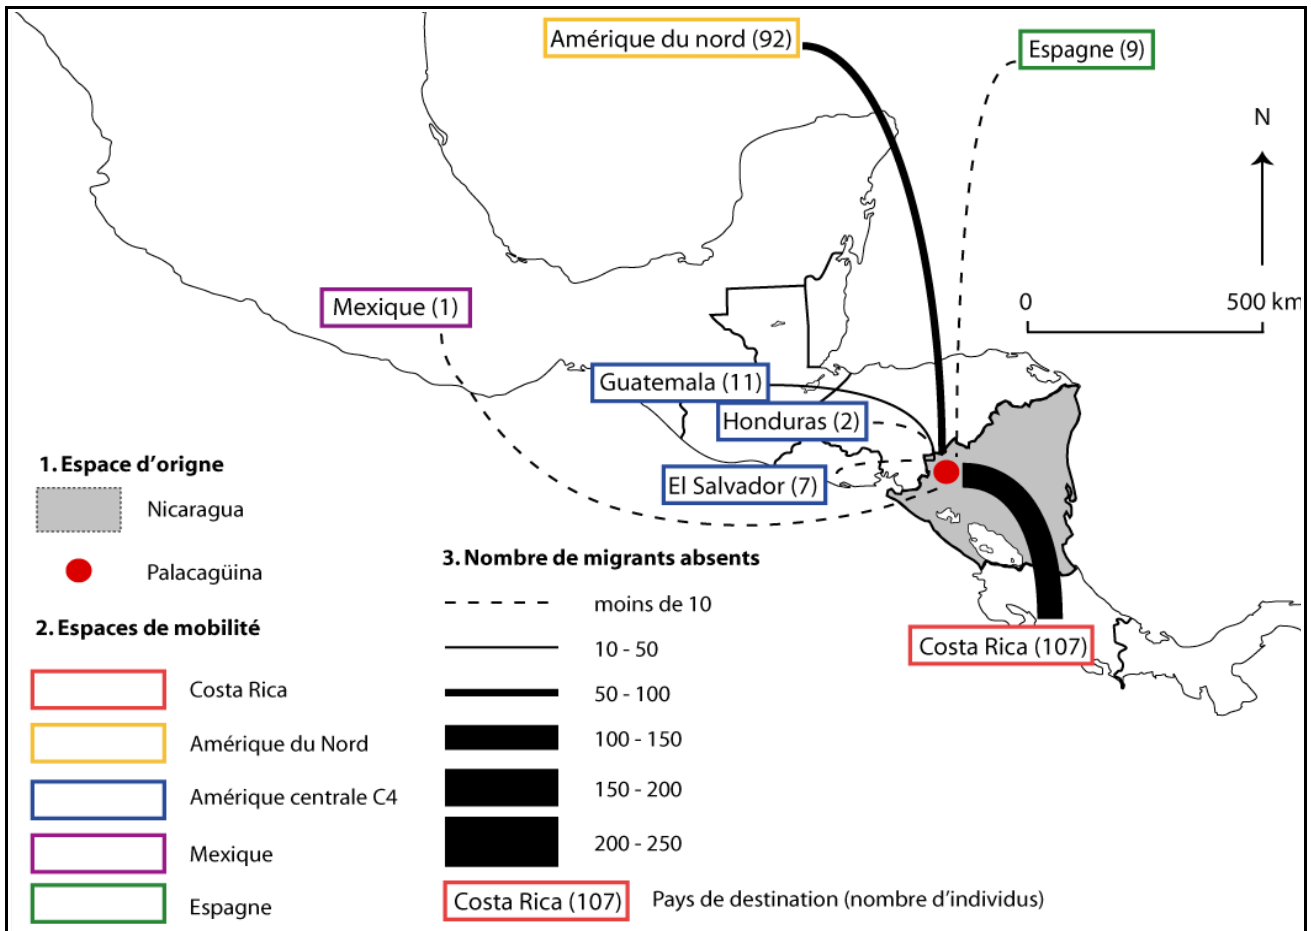 Amérique du nord (92)
Espagne (9)
N
0 500 km
Mexique (1)
Guatemala (11)
Honduras (2)
El Salvador (7)
Costa Rica (107)
1. Espace d'origne
Nicaragua
Palacagüina
2. Espaces de mobilité
Costa Rica
Amérique du Nord
Amérique centrale C4
Mexique
Espagne
3. Nombre de migrants absents
moins de 10
10 - 50
50 - 100
100 - 150
150 - 200
200 - 250
Costa Rica (107) Pays de destination (nombre d'individus)